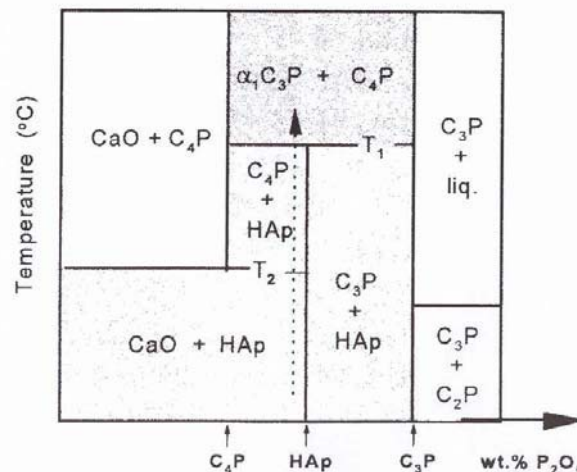 Temperature (°C)
α₁C₃P + C₄P
CaO + C₄P
C₃P
+
liq.
T₁
C₄P
+
HAp
T₂
C₃P
+
HAp
CaO + HAp
C₃P
+
C₂P
C₄P
HAp
C₃P
wt.% P₂O